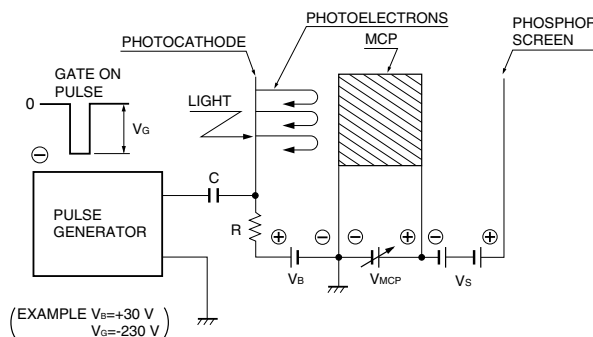 PHOTOELECTRONS
PHOTOCATHODE
MCP
PHOSPHOR
SCREEN
GATE ON
PULSE
0
VG
LIGHT
C
R
PULSE
GENERATOR
VB
VMCP
VS
(EXAMPLE VB=+30 V
VG=-230 V)